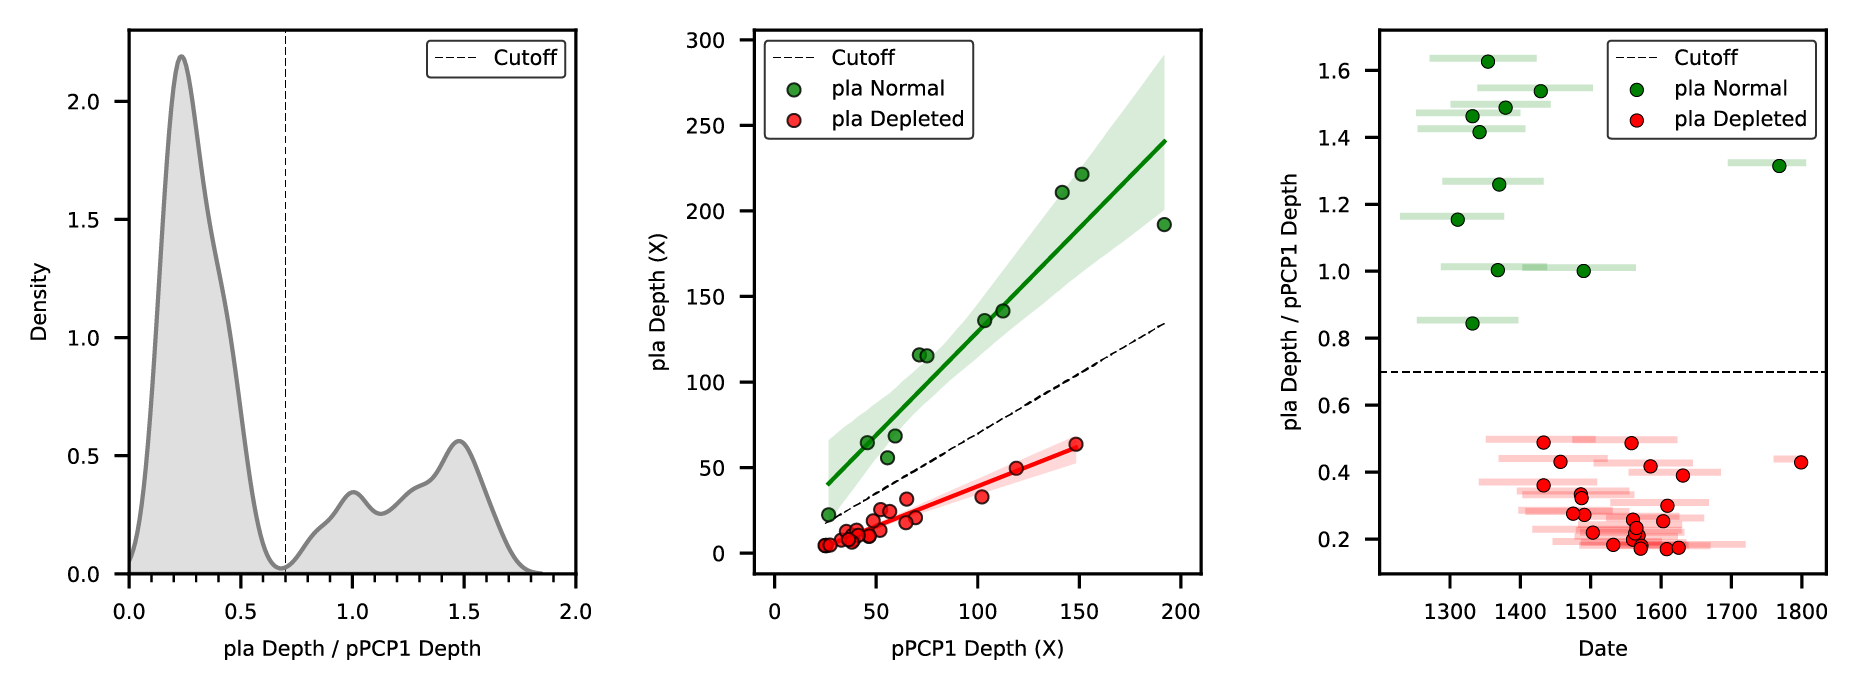 Cutoff
2.0
1.5
1.0
0.5
0.0
Density
0.0 0.5 1.0 1.5 2.0
pla Depth / pPCP1 Depth
Cutoff
pla Normal
pla Depleted
300
250
200
150
100
50
0
pla Depth (X)
0 50 100 150 200
pPCP1 Depth (X)
Cutoff
pla Normal
pla Depleted
1.6
1.4
1.2
1.0
0.8
0.6
0.4
0.2
pla Depth / pPCP1 Depth
1300 1400 1500 1600 1700 1800
Date